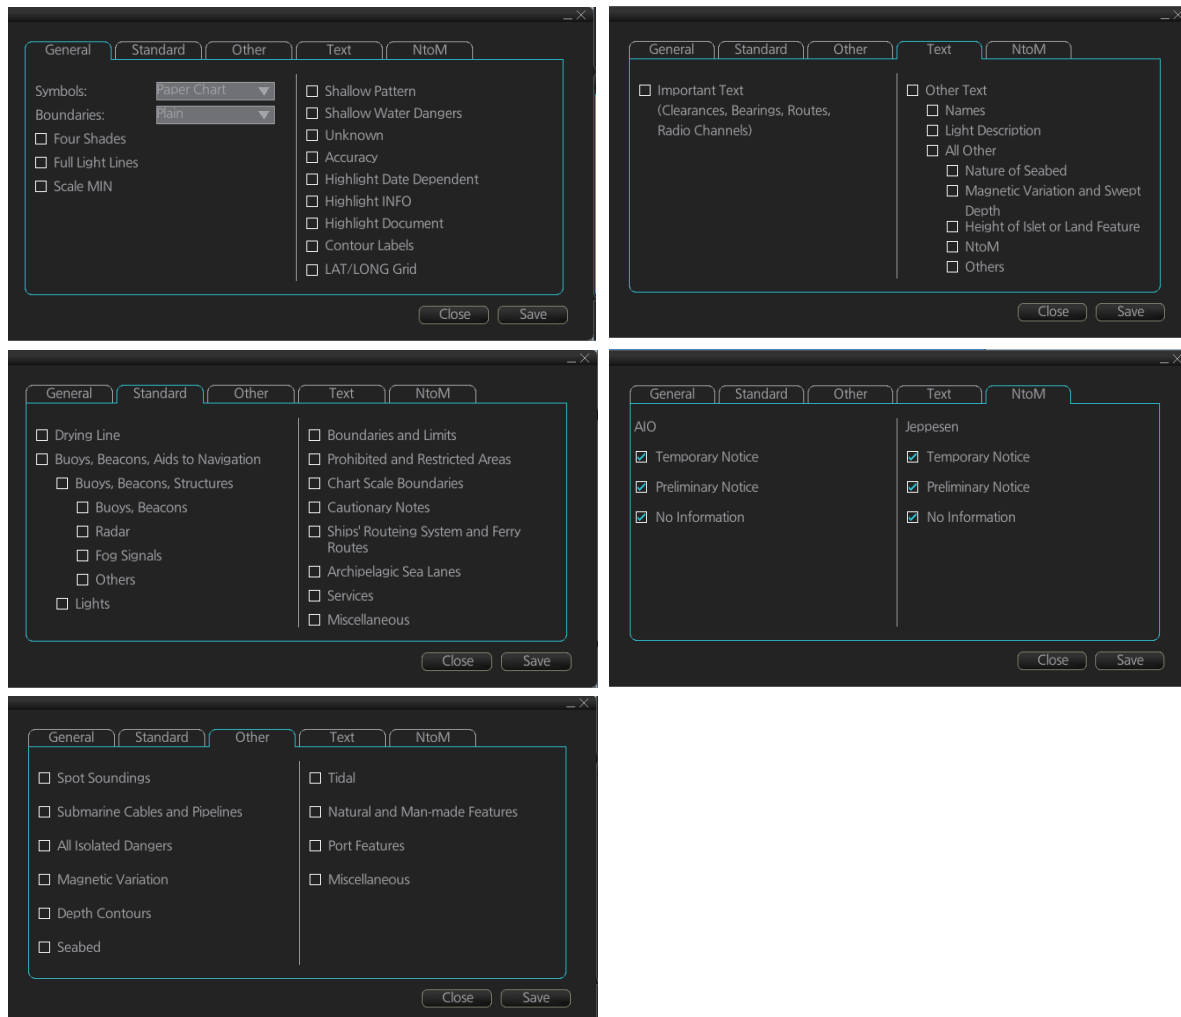 General
Standard
Other
Text
NtoM
Symbols:
Paper Chart
Boundaries:
Plain
Four Shades
Full Light Lines
Scale MIN
Shallow Pattern
Shallow Water Dangers
Unknown
Accuracy
Highlight Date Dependent
Highlight INFO
Highlight Document
Contour Labels
LAT/LONG Grid
Close
Save
General
Standard
Other
Text
NtoM
Important Text
(Clearances, Bearings, Routes,
Radio Channels)
Other Text
Names
Light Description
All Other
Nature of Seabed
Magnetic Variation and Swept
Depth
Height of Islet or Land Feature
NtoM
Others
Close
Save
General
Standard
Other
Text
NtoM
Drying Line
Buoys, Beacons, Aids to Navigation
Buoys, Beacons, Structures
Buoys, Beacons
Radar
Fog Signals
Others
Lights
Boundaries and Limits
Prohibited and Restricted Areas
Chart Scale Boundaries
Cautionary Notes
Ships' Routeing System and Ferry
Routes
Archipelagic Sea Lanes
Services
Miscellaneous
Close
Save
General
Standard
Other
Text
NtoM
AIO
Temporary Notice
Preliminary Notice
No Information
Jeppesen
Temporary Notice
Preliminary Notice
No Information
Close
Save
General
Standard
Other
Text
NtoM
Spot Soundings
Submarine Cables and Pipelines
All Isolated Dangers
Magnetic Variation
Depth Contours
Seabed
Tidal
Natural and Man-made Features
Port Features
Miscellaneous
Close
Save